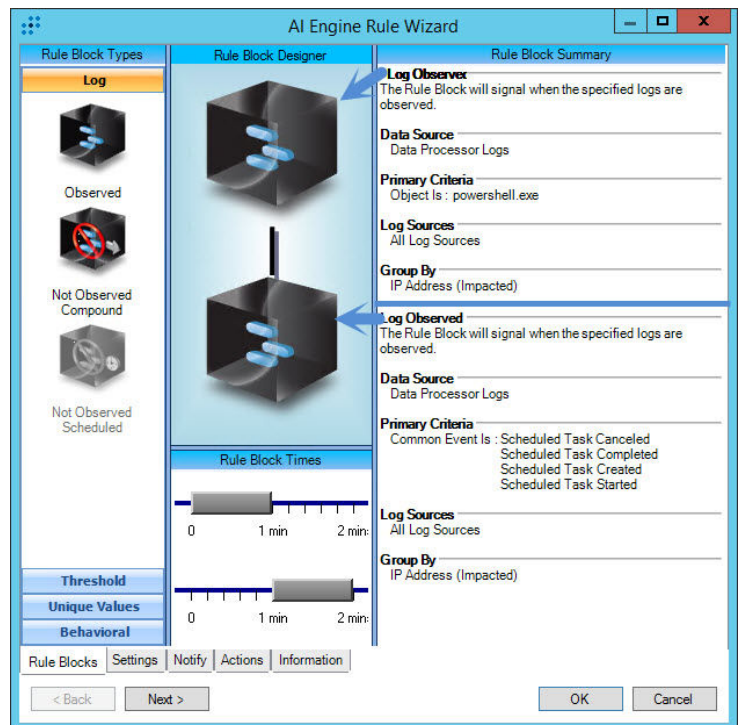 AI Engine Rule Wizard
Rule Block Types
Log
Observed
Not Observed
Compound
Not Observed
Scheduled
Threshold
Unique Values
Behavioral
Rule Block Designer
Rule Block Times
0 1 min 2 min:
0 1 min 2 min:
Rule Block Summary
Log Observer
The Rule Block will signal when the specified logs are
observed.
Data Source
Data Processor Logs
Primary Criteria
Object Is : powershell.exe
Log Sources
All Log Sources
Group By
IP Address (Impacted)
Log Observed
The Rule Block will signal when the specified logs are
observed.
Data Source
Data Processor Logs
Primary Criteria
Common Event Is : Scheduled Task Canceled
Scheduled Task Completed
Scheduled Task Created
Scheduled Task Started
Log Sources
All Log Sources
Group By
IP Address (Impacted)
Rule Blocks Settings Notify Actions Information
< Back Next > OK Cancel